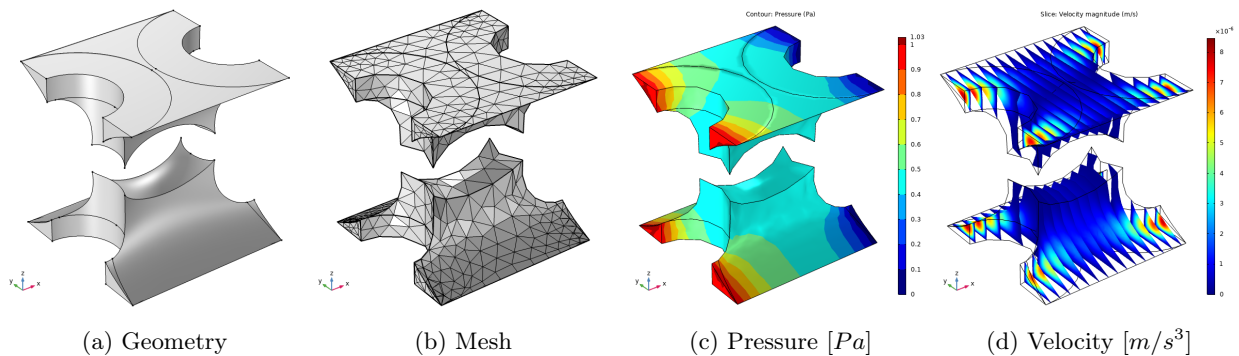 Contour: Pressure (Pa)
Slice: Velocity magnitude (m/s)
×10⁻⁶
1.03
1
0.9
0.8
0.7
0.6
0.5
0.4
0.3
0.2
0.1
0
8
7
6
5
4
3
2
1
0
y z x
y z x
y z x
y z x
(a) Geometry
(b) Mesh
(c) Pressure [Pa]
(d) Velocity [m/s³]